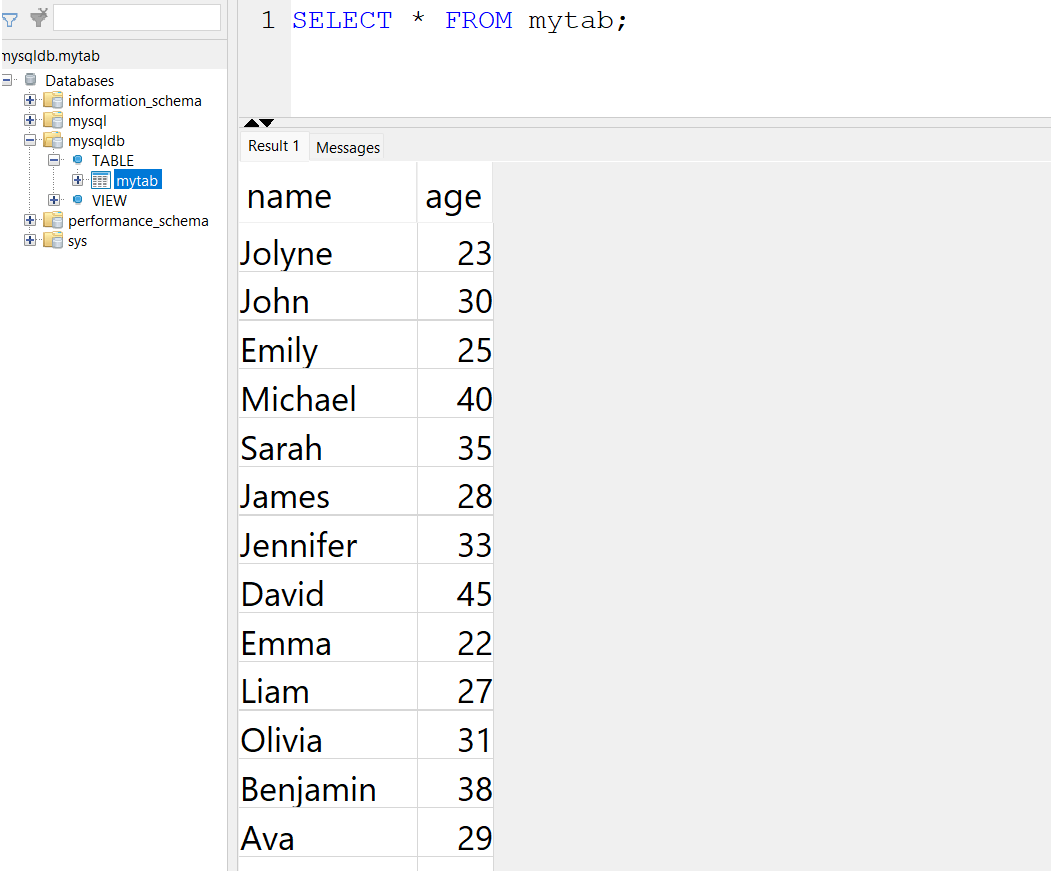 mysqldb.mytab
Databases
information_schema
mysql
mysqldb
TABLE
mytab
VIEW
performance_schema
sys
1 SELECT * FROM mytab;
Result 1 Messages
name age
Jolyne 23
John 30
Emily 25
Michael 40
Sarah 35
James 28
Jennifer 33
David 45
Emma 22
Liam 27
Olivia 31
Benjamin 38
Ava 29